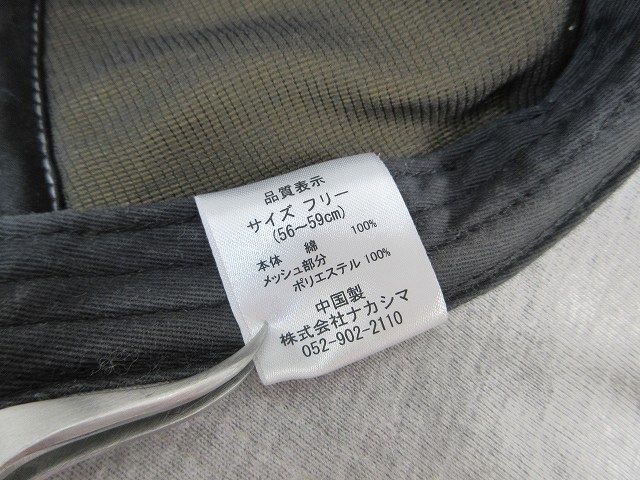 品質表示
サイズ フリー
(56～59cm)
本体 綿 100%
メッシュ部分
ポリエステル 100%
中国製
株式会社ナカシマ
052-902-2110